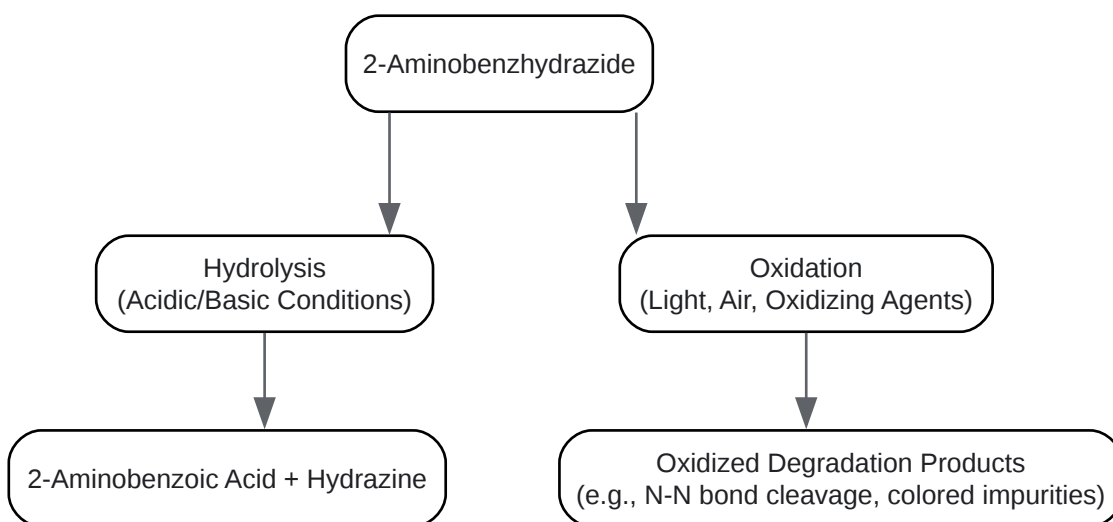 2-Aminobenzhydrazide
Hydrolysis
(Acidic/Basic Conditions)
Oxidation
(Light, Air, Oxidizing Agents)
2-Aminobenzoic Acid + Hydrazine
Oxidized Degradation Products
(e.g., N-N bond cleavage, colored impurities)